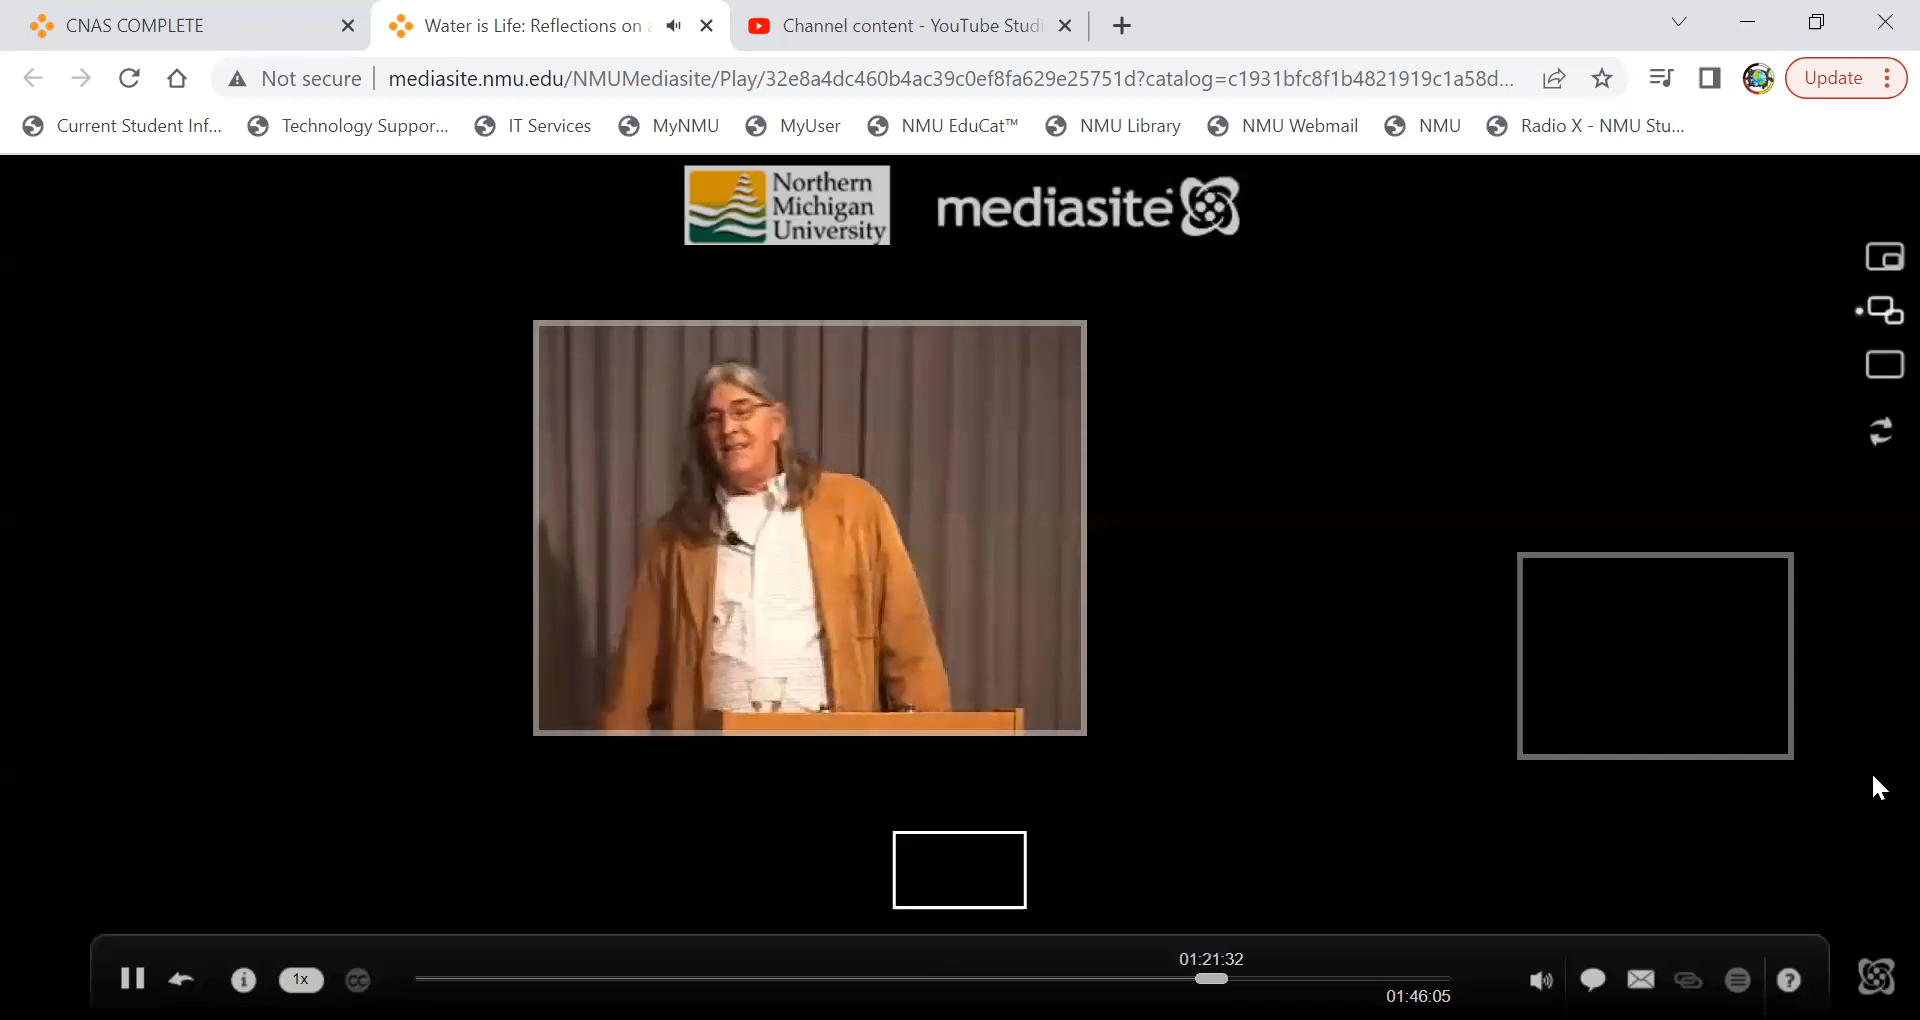 CNAS COMPLETE
Water is Life: Reflections on a
Channel content - YouTube Studi
Not secure
mediasite.nmu.edu/NMUMediasite/Play/32e8a4dc460b4ac39c0ef8fa629e25751d?catalog=c1931bfc8f1b4821919c1a58d...
Update
Current Student Inf...
Technology Suppor...
IT Services
MyNMU
MyUser
NMU EduCat™
NMU Library
NMU Webmail
NMU
Radio X - NMU Stu...
Northern
Michigan
University
mediasite
01:21:32
1x
CC
01:46:05